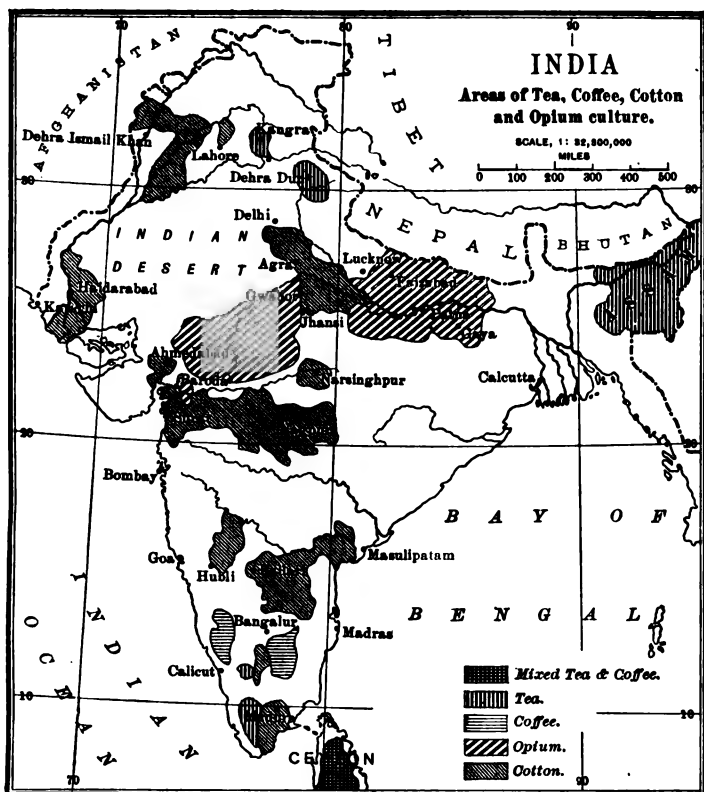 70
80
90
AFGHANISTAN
TIBET
INDIA
Areas of Tea, Coffee, Cotton
and Opium culture.
SCALE, 1: 32,800,000
MILES
0 100 200 300 400 500
Dehra Ismail Khan
Lahore
Kangra
Dehra Dun
30
NEPAL
BHUTAN
Delhi
INDIAN
DESERT
Agra
Lucknow
Haidarabad
Jhansi
Gaya
Ahmedabad
Baroda
Narsinghpur
Calcutta
20
Bombay
BAY OF
BENGAL
Goa
Hubli
Masulipatam
Bangalur
Madras
Calicut
INDIAN
OCEAN
10
10
Mixed Tea & Coffee.
Tea.
Coffee.
Opium.
Cotton.
70